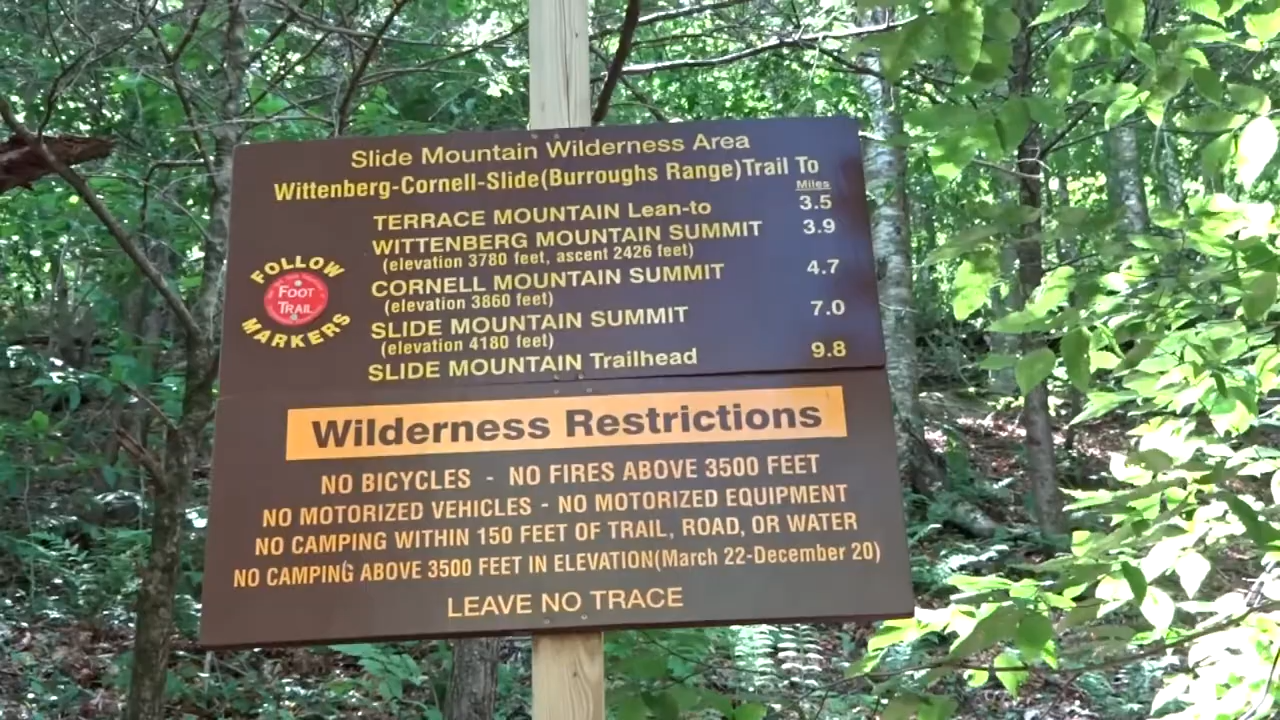 Slide Mountain Wilderness Area
Wittenberg-Cornell-Slide(Burroughs Range)Trail To
Miles
TERRACE MOUNTAIN Lean-to 3.5
WITTENBERG MOUNTAIN SUMMIT 3.9
(elevation 3780 feet, ascent 2426 feet)
CORNELL MOUNTAIN SUMMIT 4.7
(elevation 3860 feet)
SLIDE MOUNTAIN SUMMIT 7.0
(elevation 4180 feet)
SLIDE MOUNTAIN Trailhead 9.8
FOLLOW
FOOT
TRAIL
MARKERS
Wilderness Restrictions
NO BICYCLES - NO FIRES ABOVE 3500 FEET
NO MOTORIZED VEHICLES - NO MOTORIZED EQUIPMENT
NO CAMPING WITHIN 150 FEET OF TRAIL, ROAD, OR WATER
NO CAMPING ABOVE 3500 FEET IN ELEVATION(March 22-December 20)
LEAVE NO TRACE